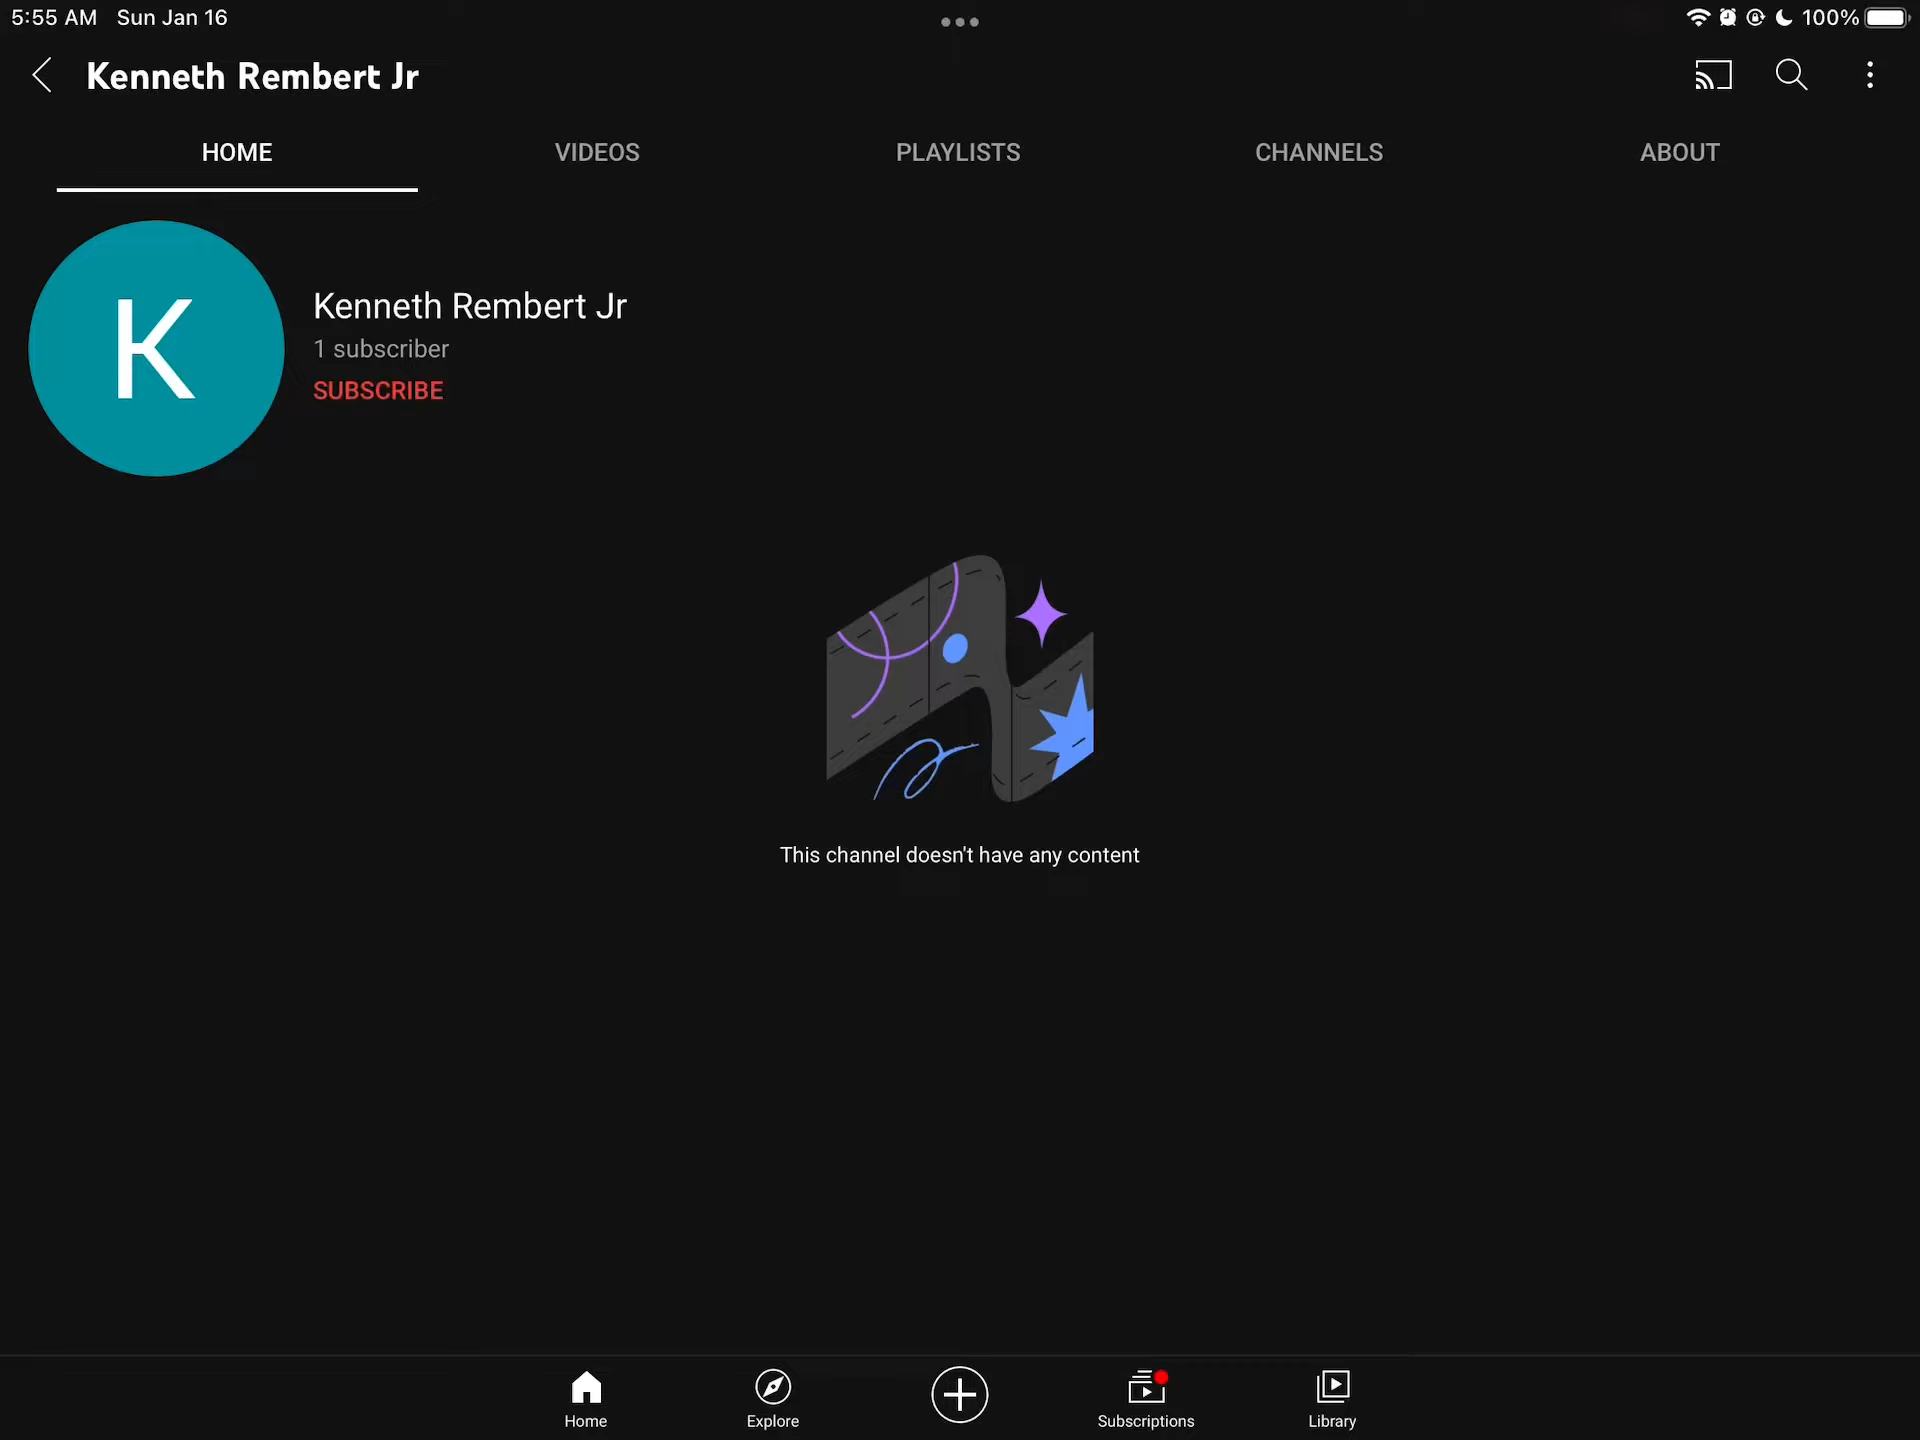 5:55 AM Sun Jan 16
100%
Kenneth Rembert Jr
HOME VIDEOS PLAYLISTS CHANNELS ABOUT
K
Kenneth Rembert Jr
1 subscriber
SUBSCRIBE
This channel doesn't have any content
Home Explore Subscriptions Library